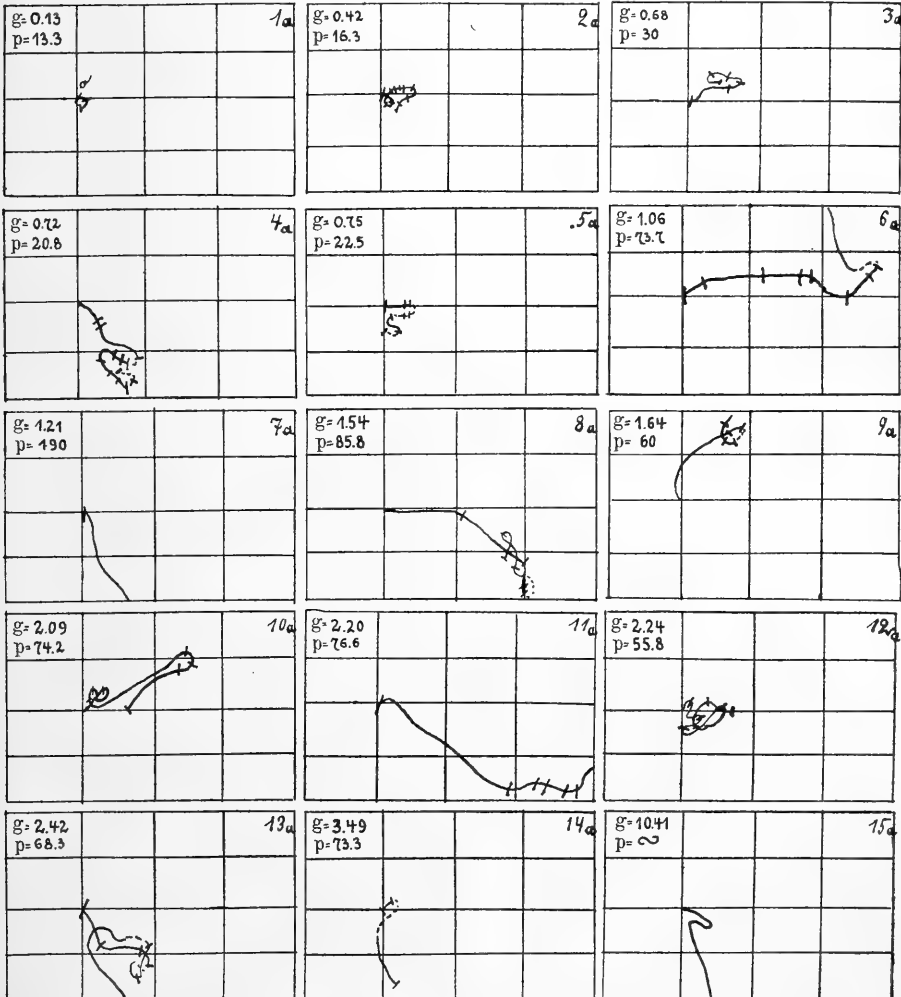 g= 0.13 1a
p= 13.3
g= 0.42 2a
p= 16.3
g= 0.68 3a
p= 30
g= 0.72 4a
p= 20.8
g= 0.75 5a
p= 22.5
g= 1.06 6a
p= 73.7
g= 1.21 7a
p= 190
g= 1.54 8a
p= 85.8
g= 1.64 9a
p= 60
g= 2.09 10a
p= 74.2
g= 2.20 11a
p= 76.6
g= 2.24 12a
p= 55.8
g= 2.42 13a
p= 68.3
g= 3.49 14a
p= 73.3
g= 10.41 15a
p= ∞